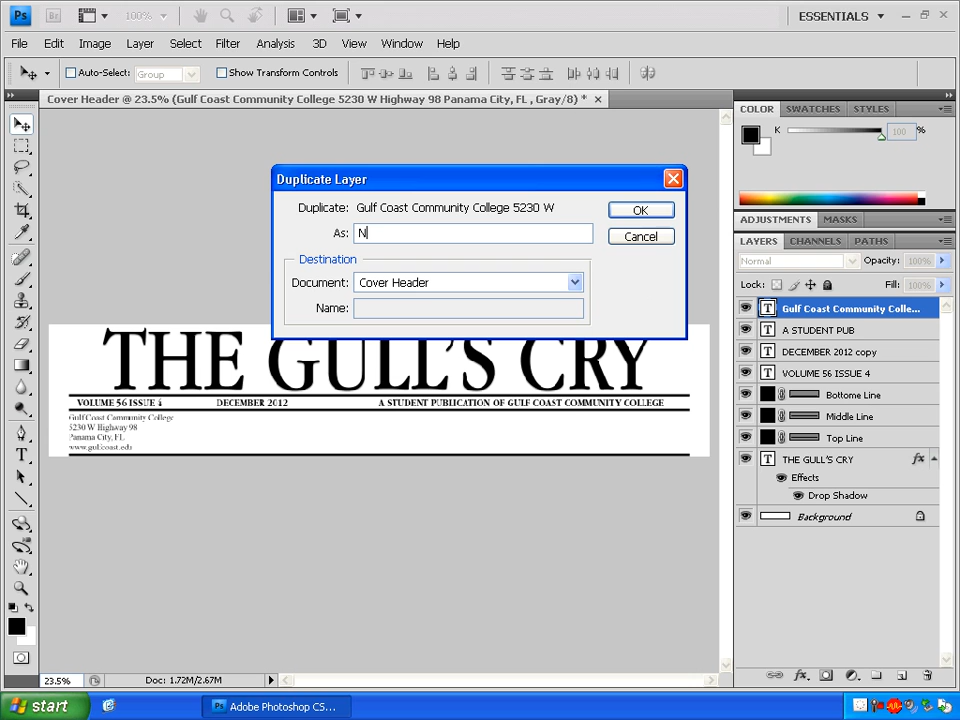 Ps
Br
100%
ESSENTIALS
File Edit Image Layer Select Filter Analysis 3D View Window Help
Auto-Select: Group Show Transform Controls
Cover Header @ 23.5% (Gulf Coast Community College 5230 W Highway 98 Panama City, FL , Gray/8) *
COLOR SWATCHES STYLES
K 100 %
Duplicate Layer
Duplicate: Gulf Coast Community College 5230 W
OK
As: N
Cancel
Destination
Document: Cover Header
Name:
ADJUSTMENTS MASKS
LAYERS CHANNELS PATHS
Normal Opacity: 100%
Lock: Fill: 100%
T Gulf Coast Community Colle...
T A STUDENT PUB
T DECEMBER 2012 copy
T VOLUME 56 ISSUE 4
Bottome Line
Middle Line
Top Line
T THE GULL'S CRY fx
Effects
Drop Shadow
Background
THE GULL'S CRY
VOLUME 56 ISSUE 4 DECEMBER 2012 A STUDENT PUBLICATION OF GULF COAST COMMUNITY COLLEGE
Gulf Coast Community College
5230 W Highway 98
Panama City, FL
www.gulfcoast.edu
T
23.5% Doc: 1.72M/2.67M
fx
start
Ps Adobe Photoshop CS...